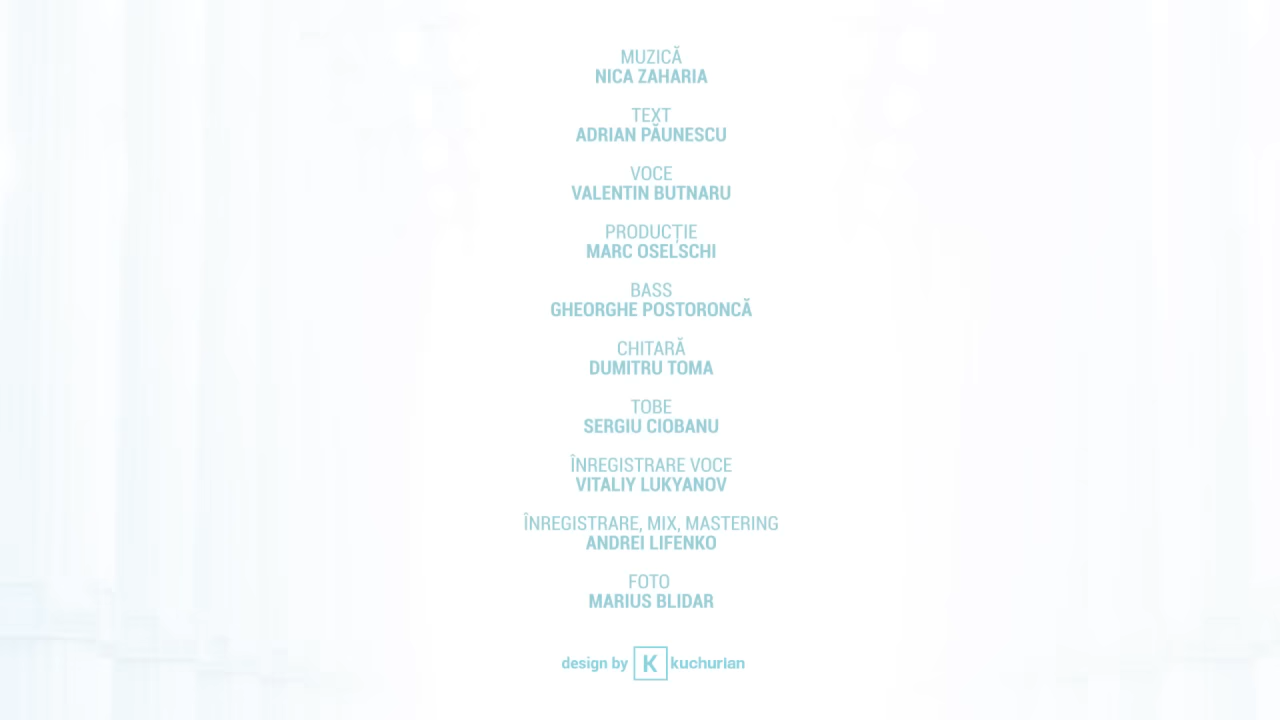 MUZICĂ
NICA ZAHARIA
TEXT
ADRIAN PĂUNESCU
VOCE
VALENTIN BUTNARU
PRODUCȚIE
MARC OSELSCHI
BASS
GHEORGHE POSTORONCĂ
CHITARĂ
DUMITRU TOMA
TOBE
SERGIU CIOBANU
ÎNREGISTRARE VOCE
VITALIY LUKYANOV
ÎNREGISTRARE, MIX, MASTERING
ANDREI LIFENKO
FOTO
MARIUS BLIDAR
design by K kuchurian